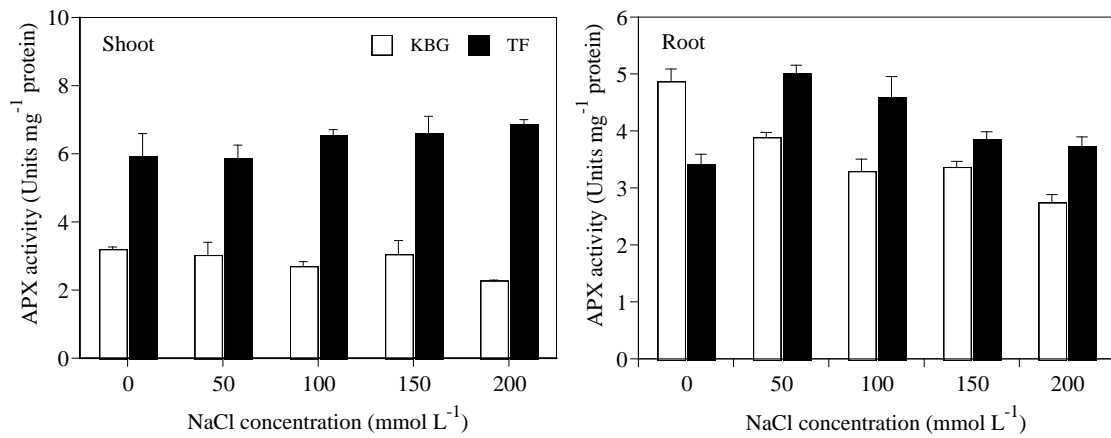 Shoot
KBG TF
APX activity (Units mg-1 protein)
10
8
6
4
2
0
0 50 100 150 200
NaCl concentration (mmol L-1)
Root
APX activity (Units mg-1 protein)
6
5
4
3
2
1
0
0 50 100 150 200
NaCl concentration (mmol L-1)